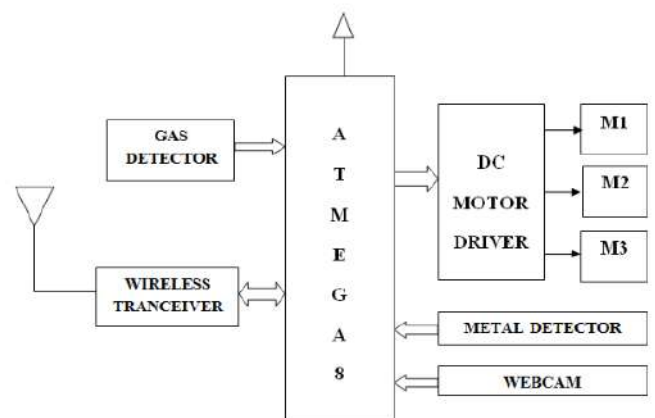 GAS
DETECTOR
WIRELESS
TRANCEIVER
A
T
M
E
G
A
8
DC
MOTOR
DRIVER
M1
M2
M3
METAL DETECTOR
WEBCAM